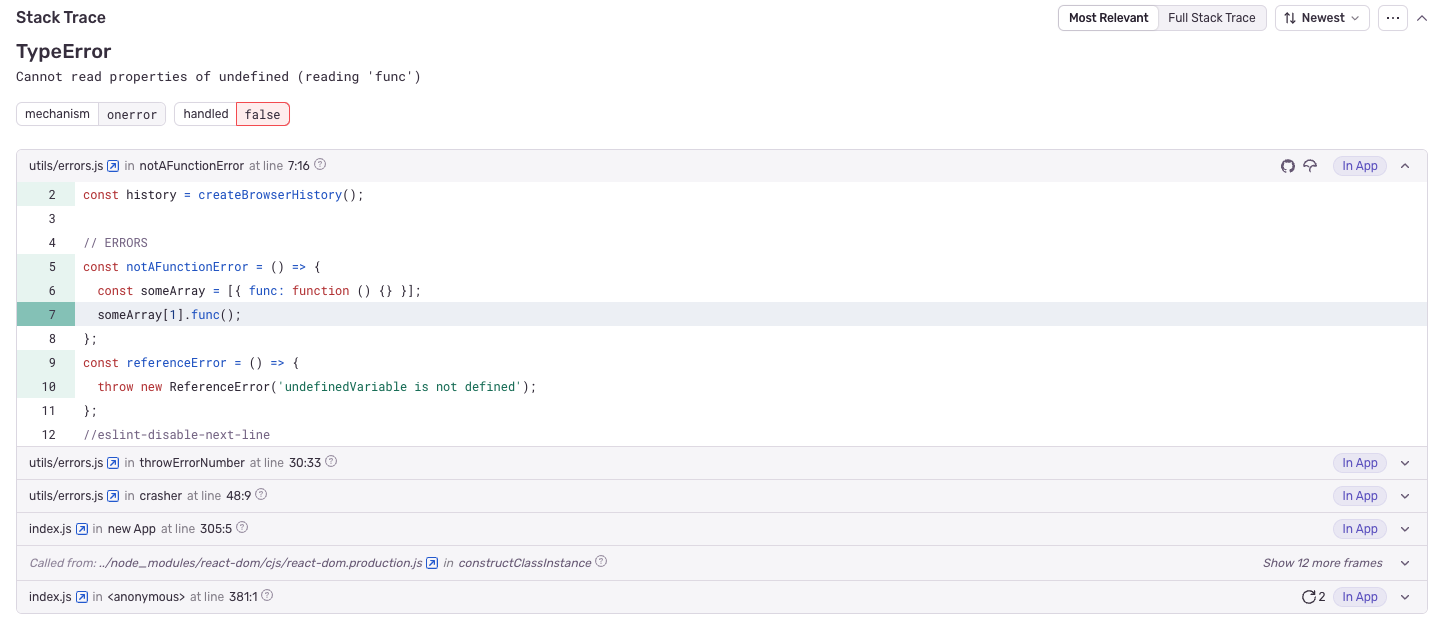 Stack Trace Most Relevant Full Stack Trace Newest
TypeError
Cannot read properties of undefined (reading 'func')
mechanism onerror handled false
utils/errors.js in notAFunctionError at line 7:16 In App
2 const history = createBrowserHistory();
3
4 // ERRORS
5 const notAFunctionError = () => {
6 const someArray = [{ func: function () {} }];
7 someArray[1].func();
8 };
9 const referenceError = () => {
10 throw new ReferenceError('undefinedVariable is not defined');
11 };
12 //eslint-disable-next-line
utils/errors.js in throwErrorNumber at line 30:33 In App
utils/errors.js in crasher at line 48:9 In App
index.js in new App at line 305:5 In App
Called from: ../node_modules/react-dom/cjs/react-dom.production.js in constructClassInstance Show 12 more frames
index.js in <anonymous> at line 381:1 2 In App